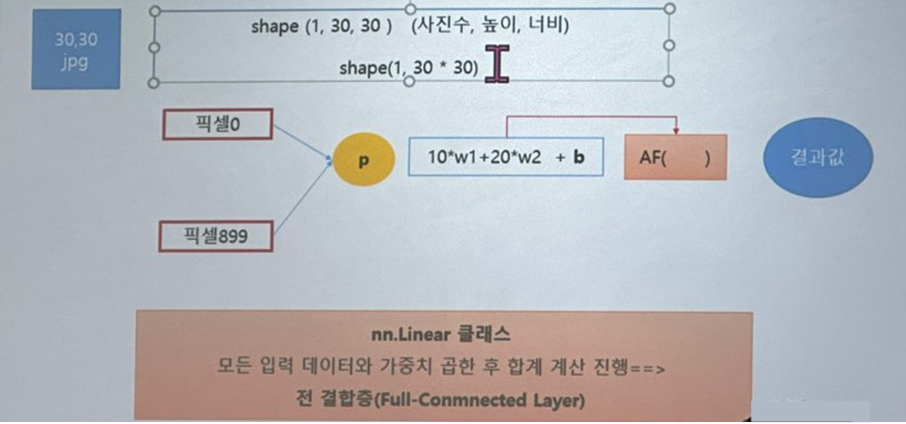 30,30
jpg
shape (1, 30, 30 ) (사진수, 높이, 너비)
shape(1, 30 * 30)
픽셀0
p
10*w1+20*w2 + b
AF( )
결과값
픽셀899
nn.Linear 클래스
모든 입력 데이터와 가중치 곱한 후 합계 계산 진행==>
전 결합증(Full-Conmnected Layer)